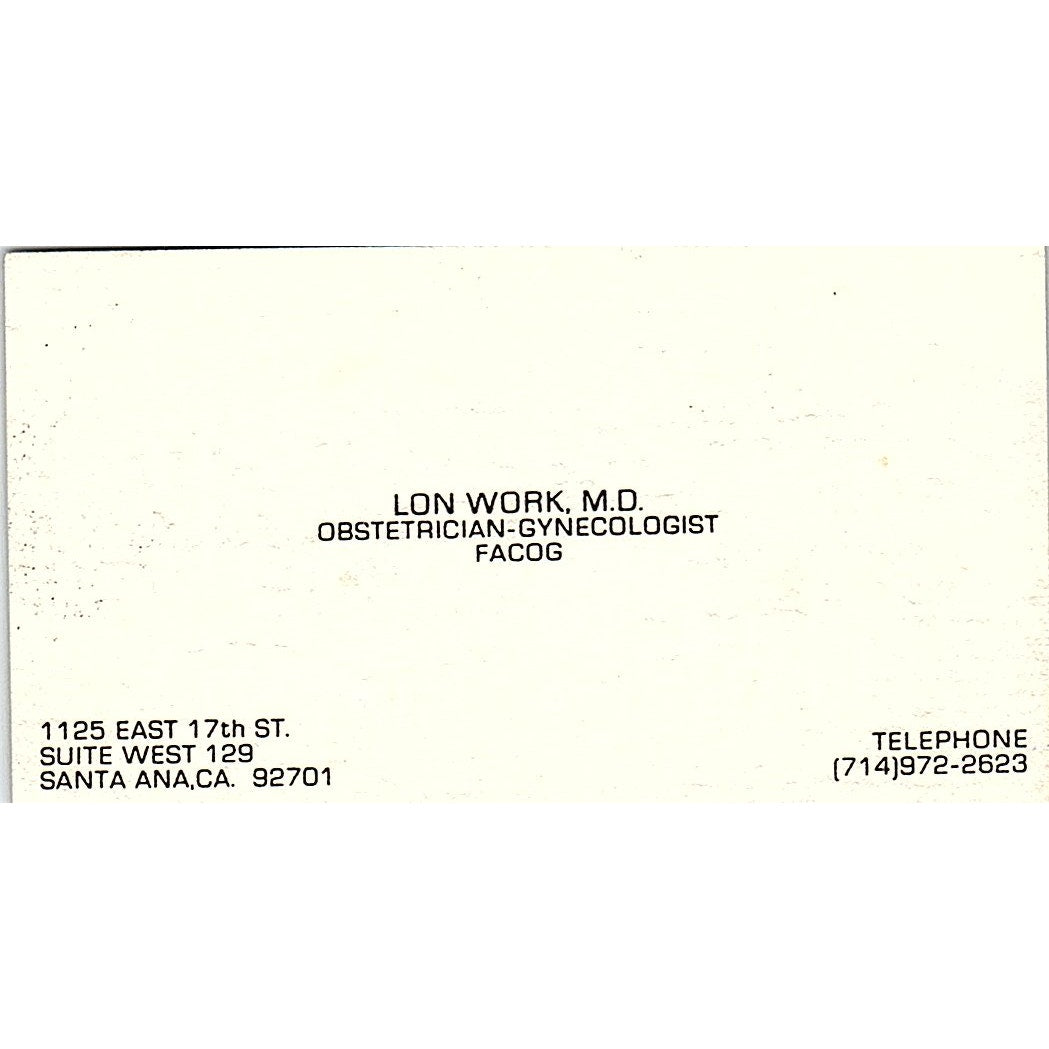 LON WORK, M.D.
OBSTETRICIAN-GYNECOLOGIST
FACOG
1125 EAST 17th ST.
SUITE WEST 129
SANTA ANA,CA. 92701
TELEPHONE
(714)972-2623